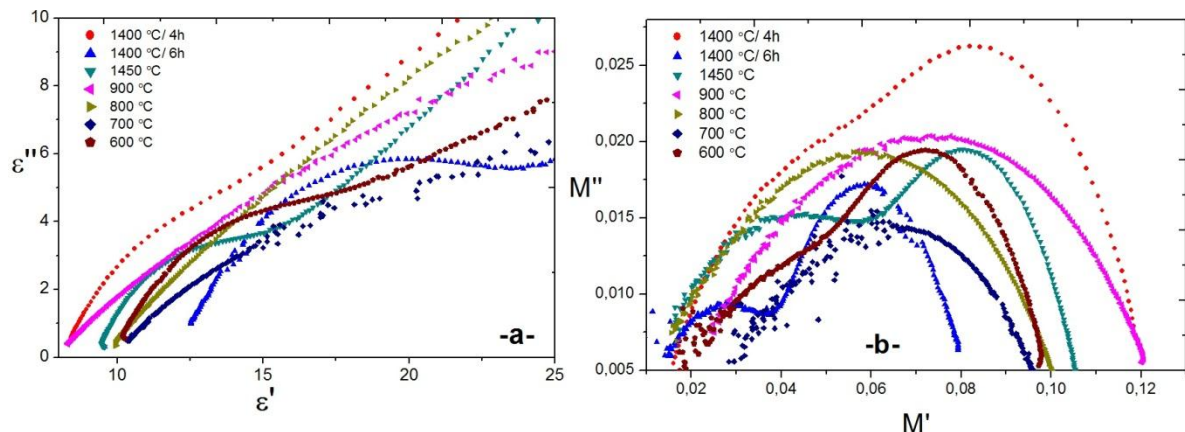 10
8
6
4
2
0
ε"
1400 °C/ 4h
1400 °C/ 6h
1450 °C
900 °C
800 °C
700 °C
600 °C
-a-
10
15
20
25
ε'
0,025
0,020
0,015
0,010
0,005
M"
1400 °C/ 4h
1400 °C/ 6h
1450 °C
900 °C
800 °C
700 °C
600 °C
-b-
0,02
0,04
0,06
0,08
0,10
0,12
M'